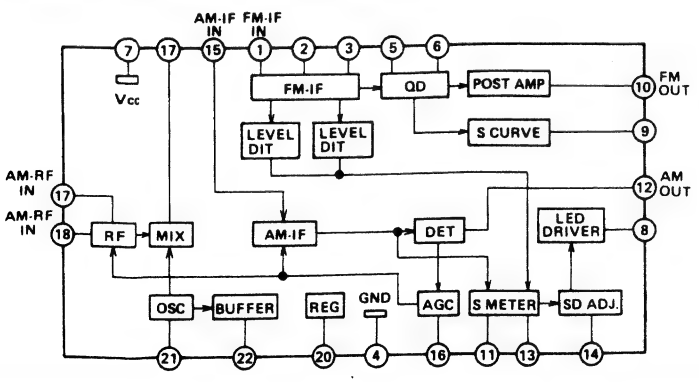 AM-IF FM-IF
IN IN
7 17 15 1 2 3 5 6
Vcc
FM-IF QD POST AMP 10 FM OUT
LEVEL DIT LEVEL DIT S CURVE 9
AM-RF IN 17
12 AM OUT
AM-RF IN 18 RF MIX AM-IF DET LED DRIVER 8
OSC BUFFER REG GND AGC S METER SD ADJ.
21 22 20 4 16 11 13 14